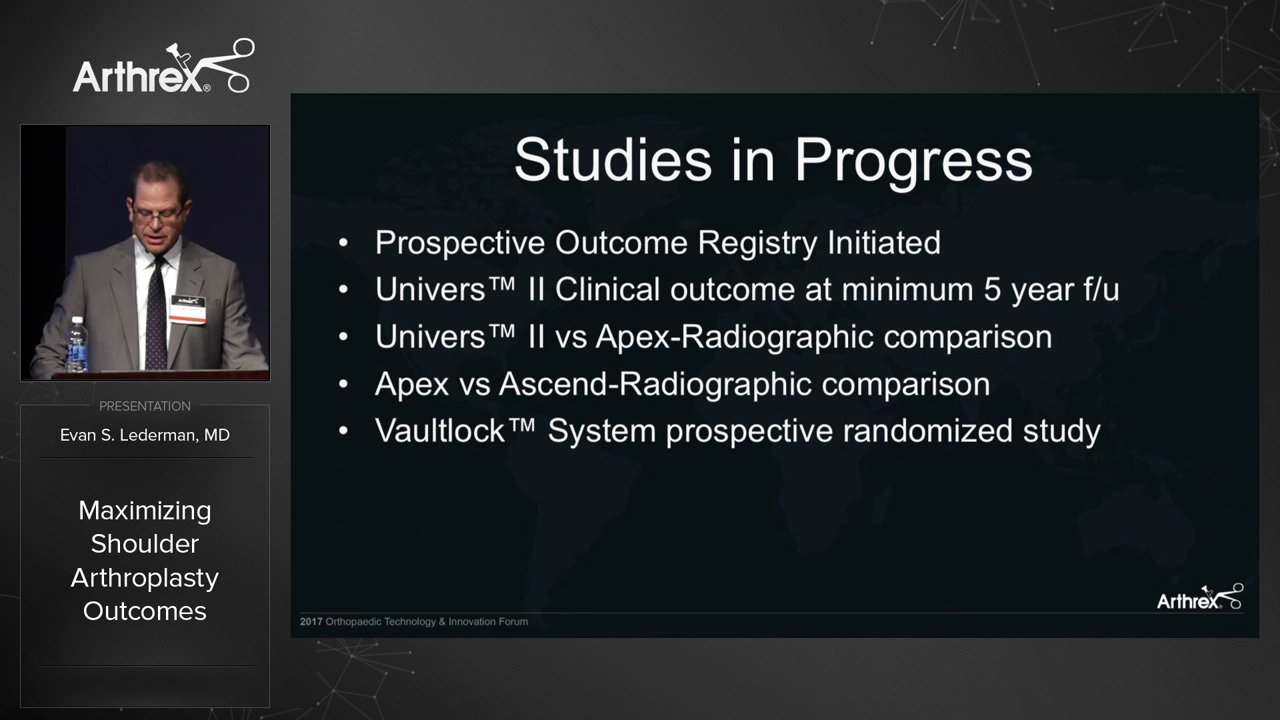 Arthrex®
PRESENTATION
Evan S. Lederman, MD
Maximizing
Shoulder
Arthroplasty
Outcomes
Studies in Progress
• Prospective Outcome Registry Initiated
• Univers™ II Clinical outcome at minimum 5 year f/u
• Univers™ II vs Apex-Radiographic comparison
• Apex vs Ascend-Radiographic comparison
• Vaultlock™ System prospective randomized study
Arthrex®
2017 Orthopaedic Technology & Innovation Forum